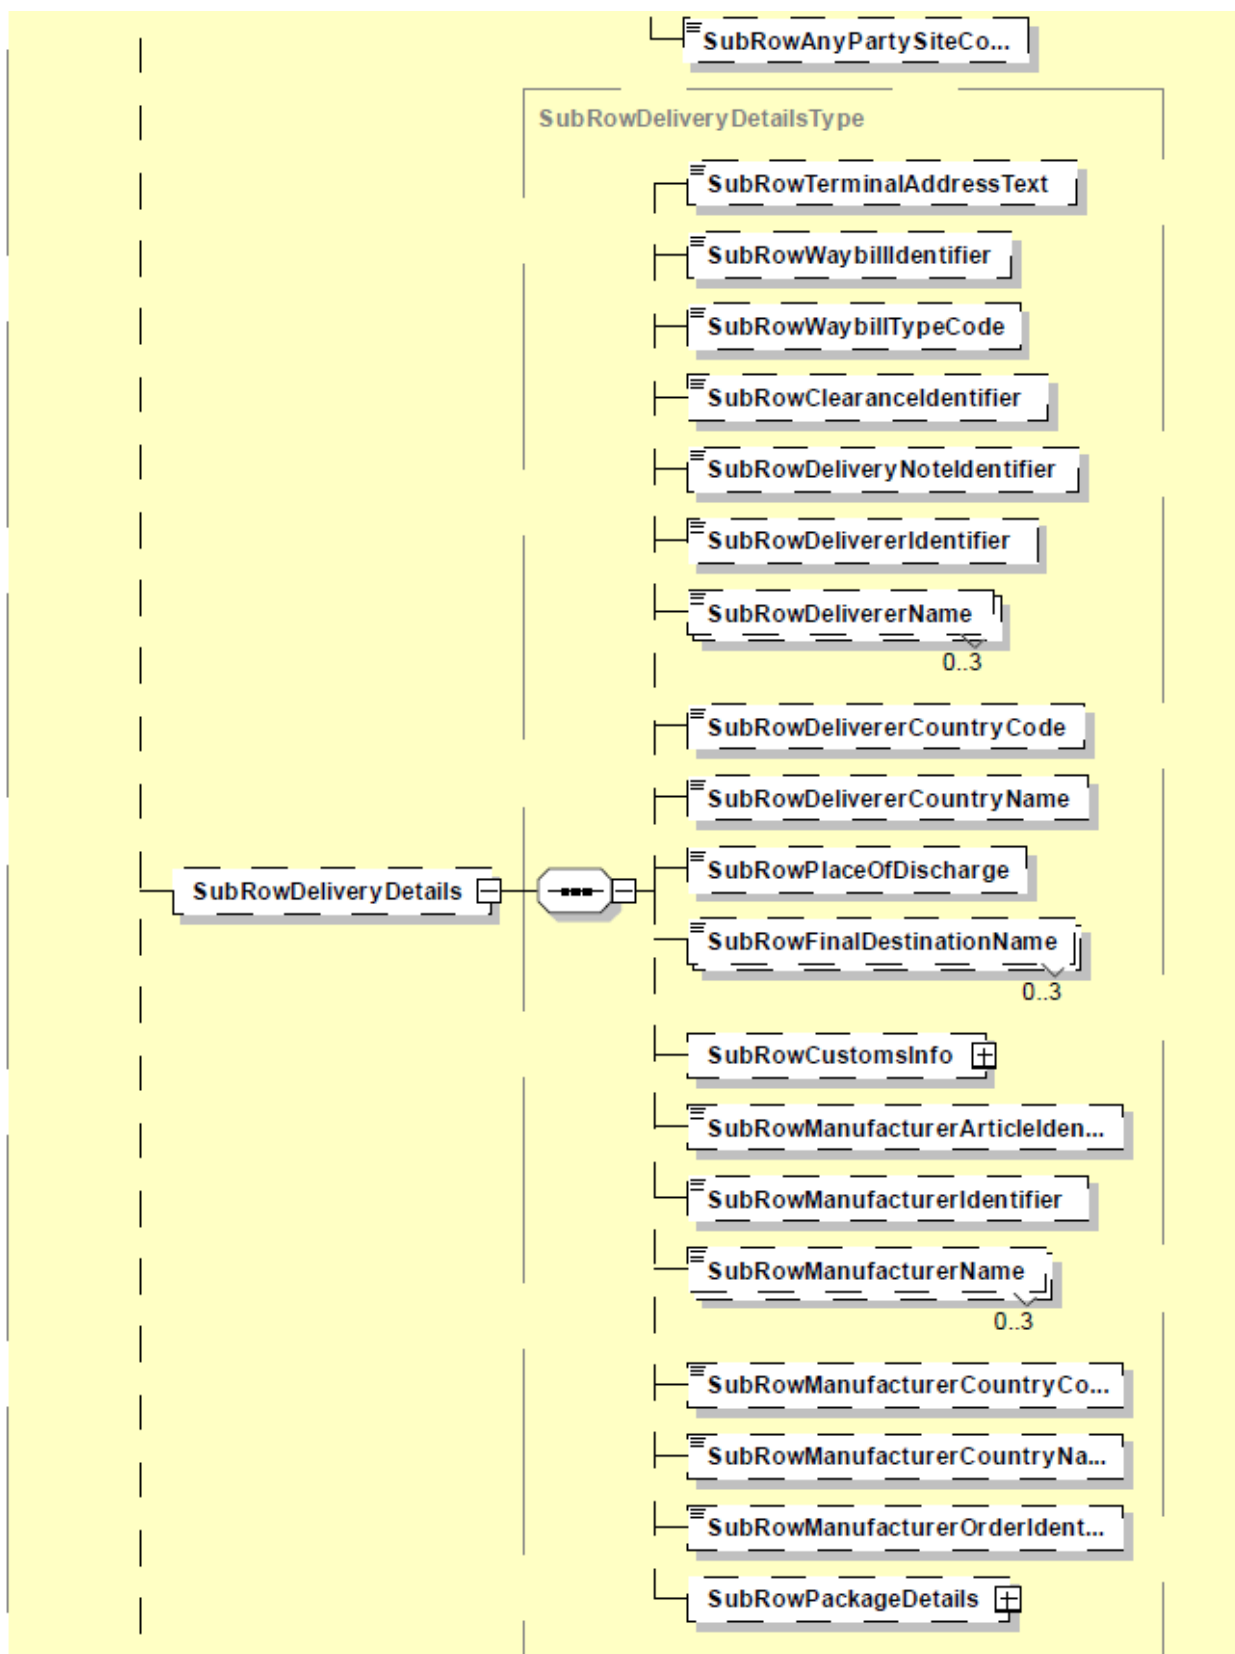 SubRowAnyPartySiteCo...
SubRowDeliveryDetailsType
SubRowTerminalAddressText
SubRowWaybillIdentifier
SubRowWaybillTypeCode
SubRowClearanceIdentifier
SubRowDeliveryNoteIdentifier
SubRowDelivererIdentifier
SubRowDelivererName
0..3
SubRowDelivererCountryCode
SubRowDelivererCountryName
SubRowPlaceOfDischarge
SubRowDeliveryDetails
SubRowFinalDestinationName
0..3
SubRowCustomsInfo
SubRowManufacturerArticleIden...
SubRowManufacturerIdentifier
SubRowManufacturerName
0..3
SubRowManufacturerCountryCo...
SubRowManufacturerCountryNa...
SubRowManufacturerOrderIdent...
SubRowPackageDetails